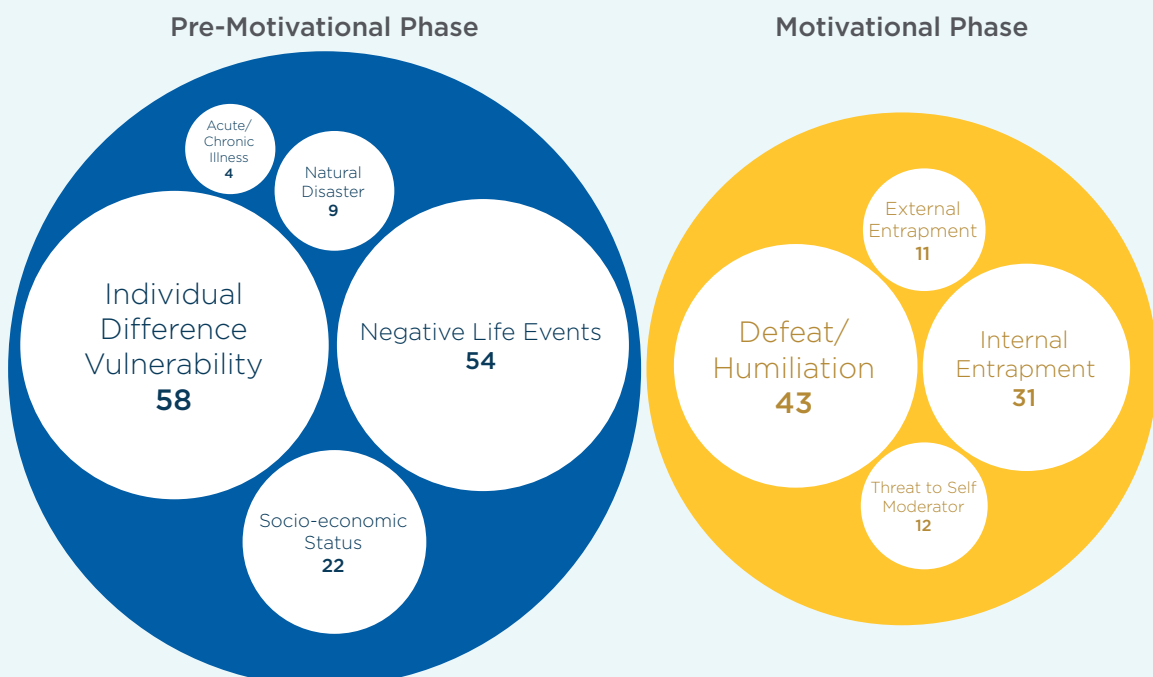 Pre-Motivational Phase
Acute/
Chronic
Illness
4
Natural
Disaster
9
Individual
Difference
Vulnerability
58
Negative Life Events
54
Socio-economic
Status
22
Motivational Phase
External
Entrapment
11
Defeat/
Humiliation
43
Internal
Entrapment
31
Threat to Self
Moderator
12